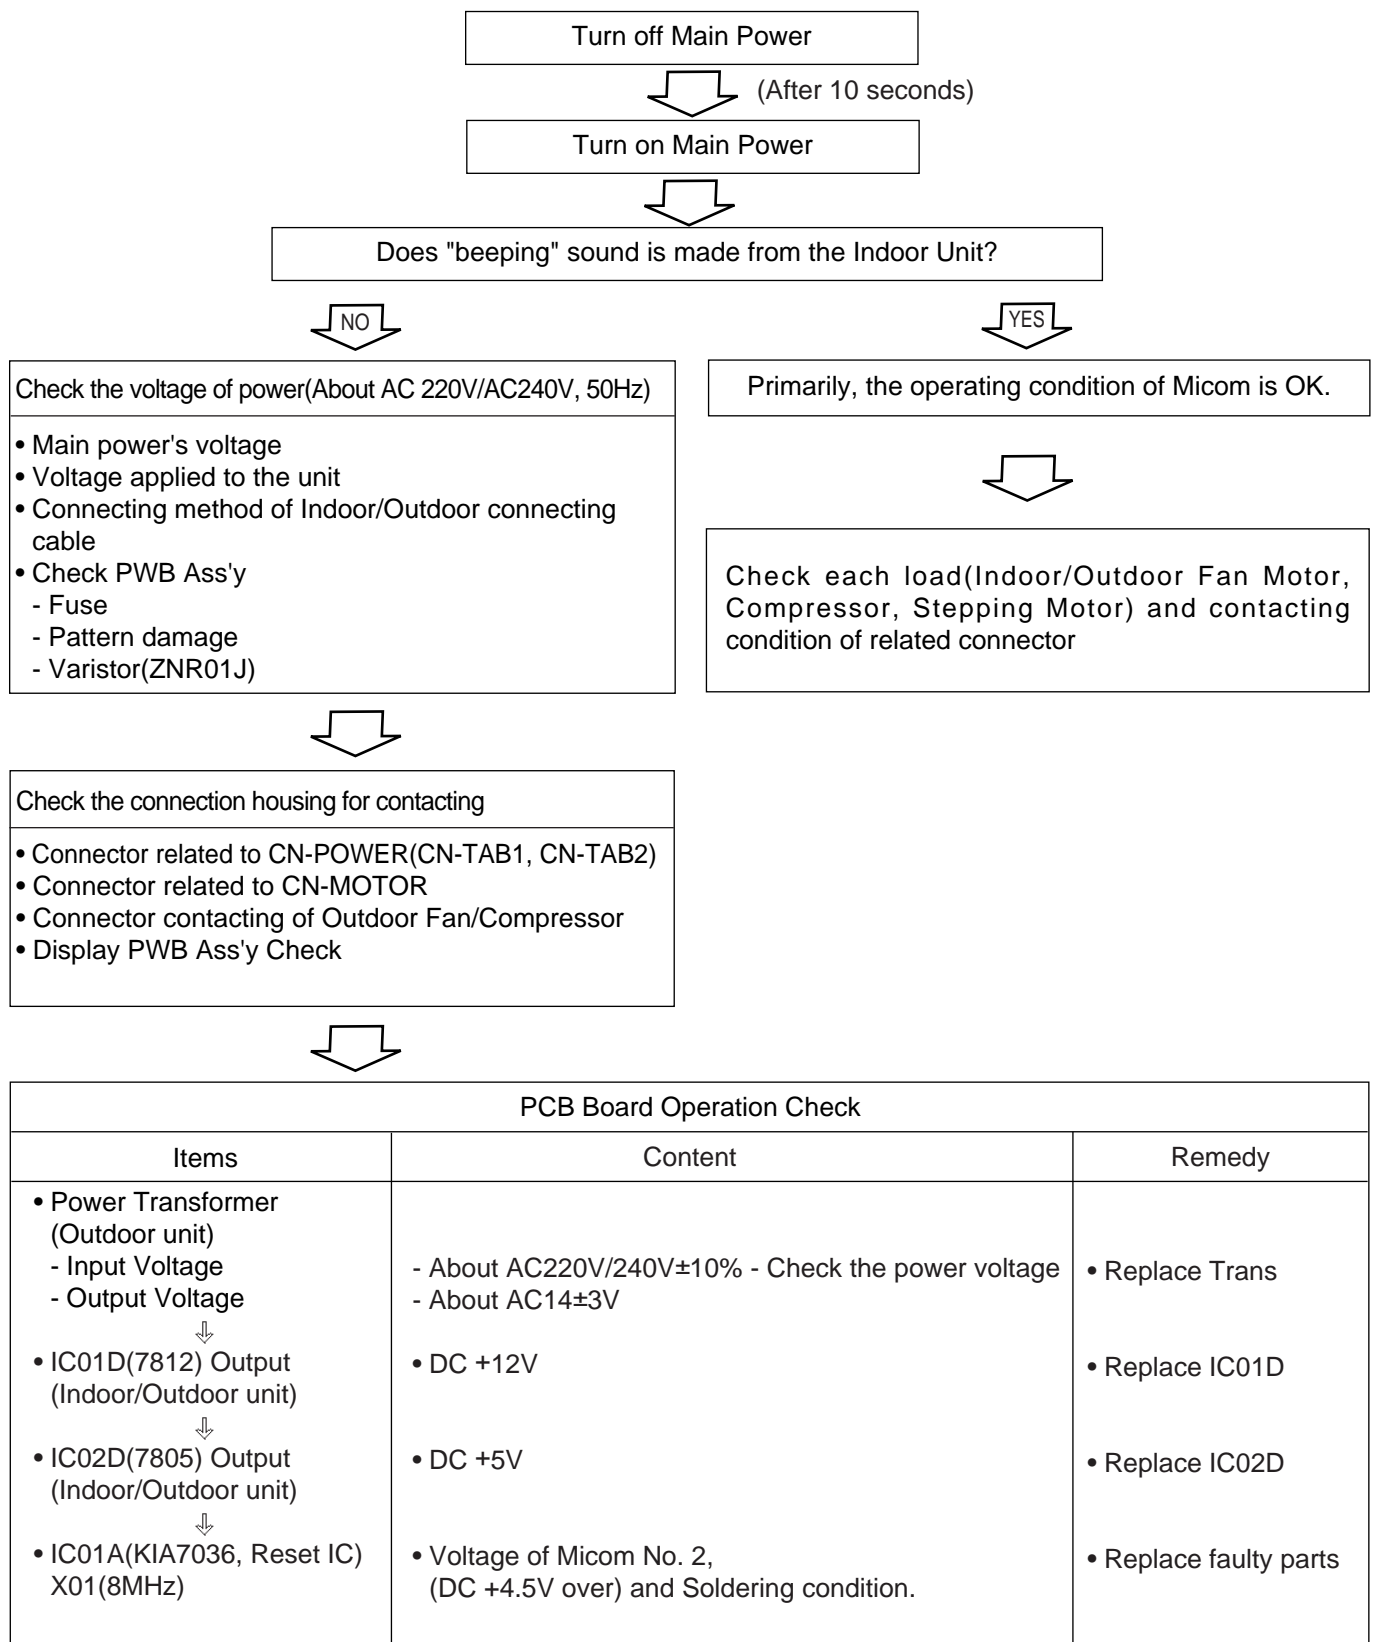 Turn off Main Power
(After 10 seconds)
Turn on Main Power
Does "beeping" sound is made from the Indoor Unit?
NO
YES
Check the voltage of power(About AC 220V/AC240V, 50Hz)
• Main power's voltage
• Voltage applied to the unit
• Connecting method of Indoor/Outdoor connecting
cable
• Check PWB Ass'y
- Fuse
- Pattern damage
- Varistor(ZNR01J)
Primarily, the operating condition of Micom is OK.
Check each load(Indoor/Outdoor Fan Motor,
Compressor, Stepping Motor) and contacting
condition of related connector
Check the connection housing for contacting
• Connector related to CN-POWER(CN-TAB1, CN-TAB2)
• Connector related to CN-MOTOR
• Connector contacting of Outdoor Fan/Compressor
• Display PWB Ass'y Check
PCB Board Operation Check
Items
Content
Remedy
• Power Transformer
(Outdoor unit)
- Input Voltage
- Output Voltage
- About AC220V/240V±10% - Check the power voltage
- About AC14±3V
• Replace Trans
• IC01D(7812) Output
(Indoor/Outdoor unit)
• DC +12V
• Replace IC01D
• IC02D(7805) Output
(Indoor/Outdoor unit)
• DC +5V
• Replace IC02D
• IC01A(KIA7036, Reset IC)
X01(8MHz)
• Voltage of Micom No. 2,
(DC +4.5V over) and Soldering condition.
• Replace faulty parts